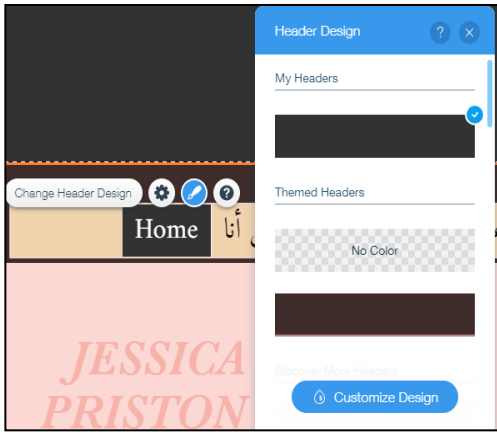 Header Design
?
My Headers
Change Header Design
?
Themed Headers
Home
أنا
No Color
JESSICA
PRISTON
Discover More Headers
Customize Design